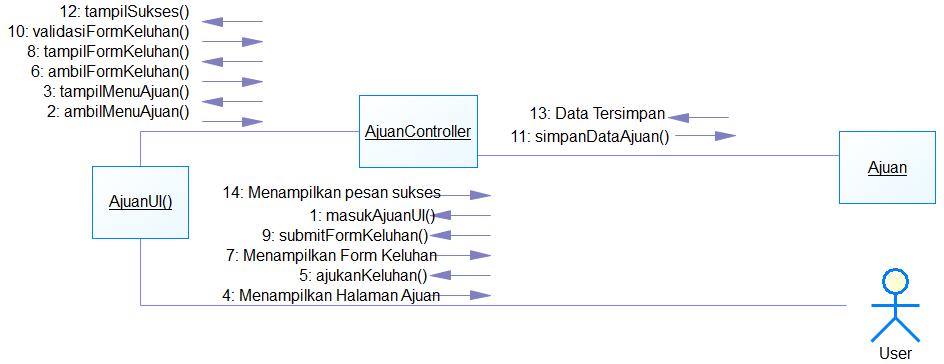 12: tampilSukses()
10: validasiFormKeluhan()
8: tampilFormKeluhan()
6: ambilFormKeluhan()
3: tampilMenuAjuan()
2: ambilMenuAjuan()
AjuanController
13: Data Tersimpan
11: simpanDataAjuan()
Ajuan
AjuanUI()
14: Menampilkan pesan sukses
1: masukAjuanUI()
9: submitFormKeluhan()
7: Menampilkan Form Keluhan
5: ajukanKeluhan()
4: Menampilkan Halaman Ajuan
User